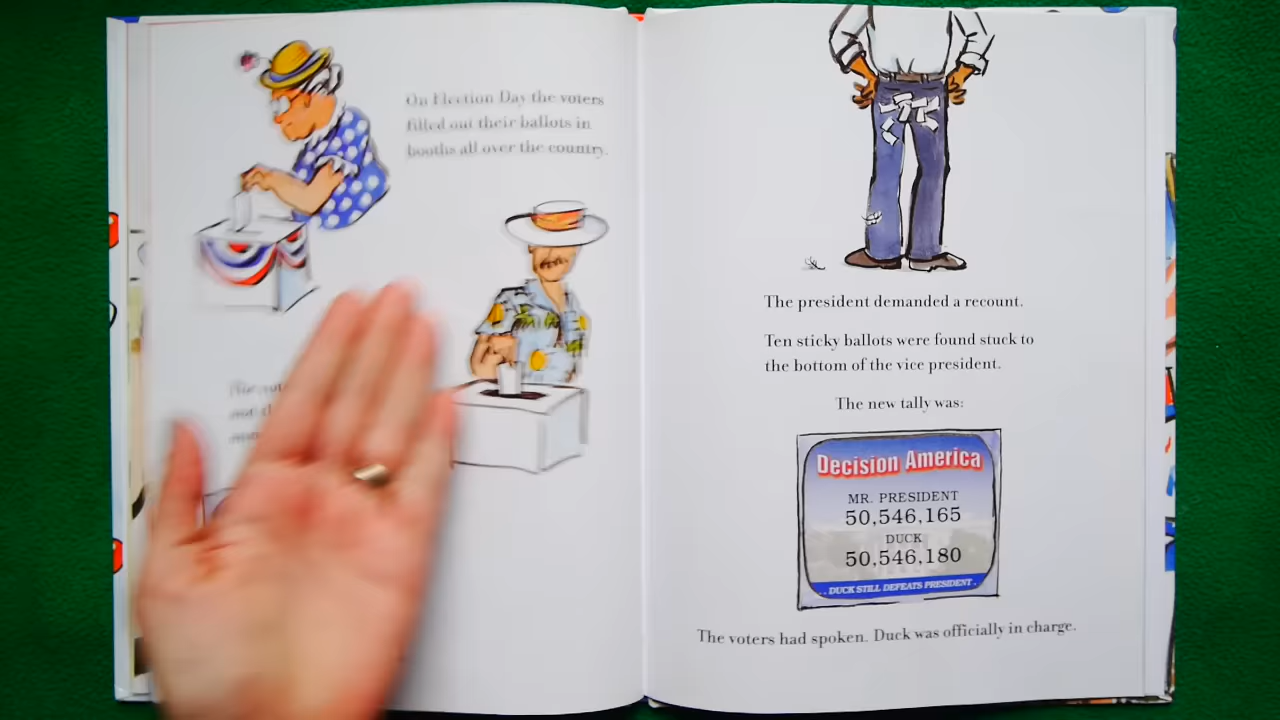 On Election Day the voters
filled out their ballots in
booths all over the country.
The president demanded a recount.
Ten sticky ballots were found stuck to
the bottom of the vice president.
The new tally was:
Decision America
MR. PRESIDENT
50,546,165
DUCK
50,546,180
. . DUCK STILL DEFEATS PRESIDENT . .
The voters had spoken. Duck was officially in charge.